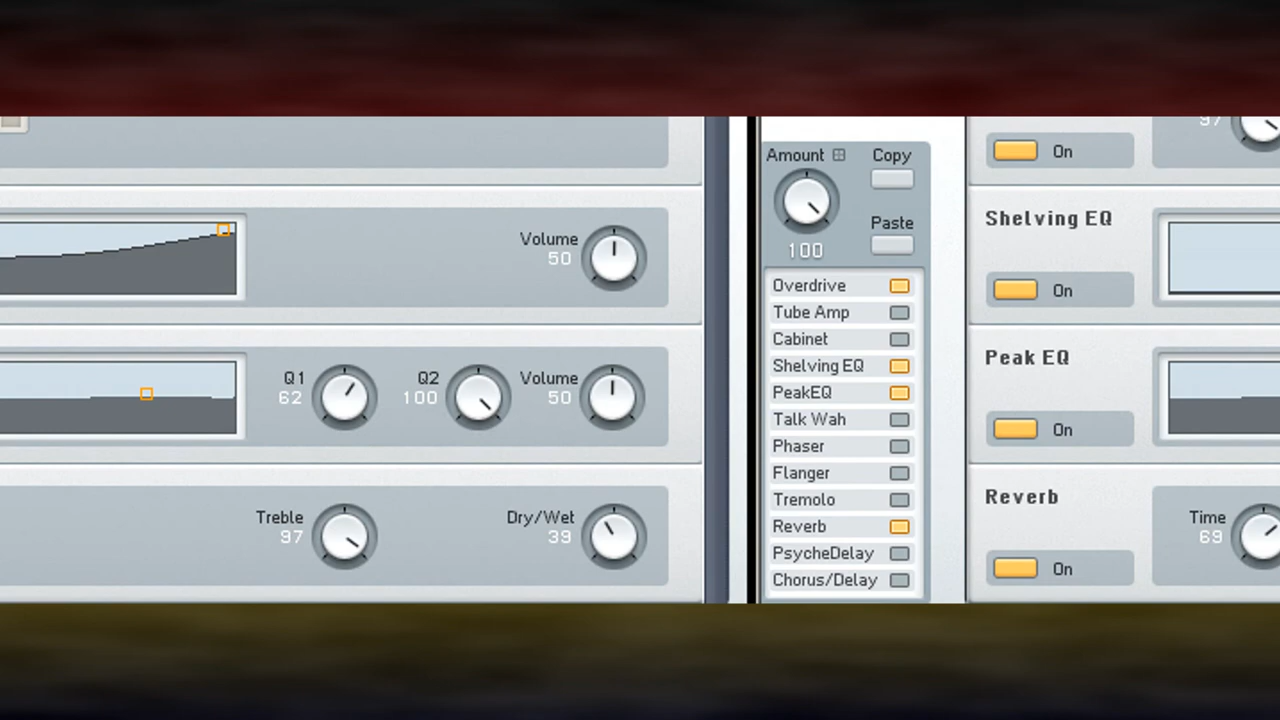 Volume
50
Q1
62
Q2
100
Volume
50
Treble
97
Dry/Wet
39
Amount
100
Copy
Paste
Overdrive
Tube Amp
Cabinet
Shelving EQ
PeakEQ
Talk Wah
Phaser
Flanger
Tremolo
Reverb
PsycheDelay
Chorus/Delay
97
On
Shelving EQ
On
Peak EQ
On
Reverb
On
Time
69